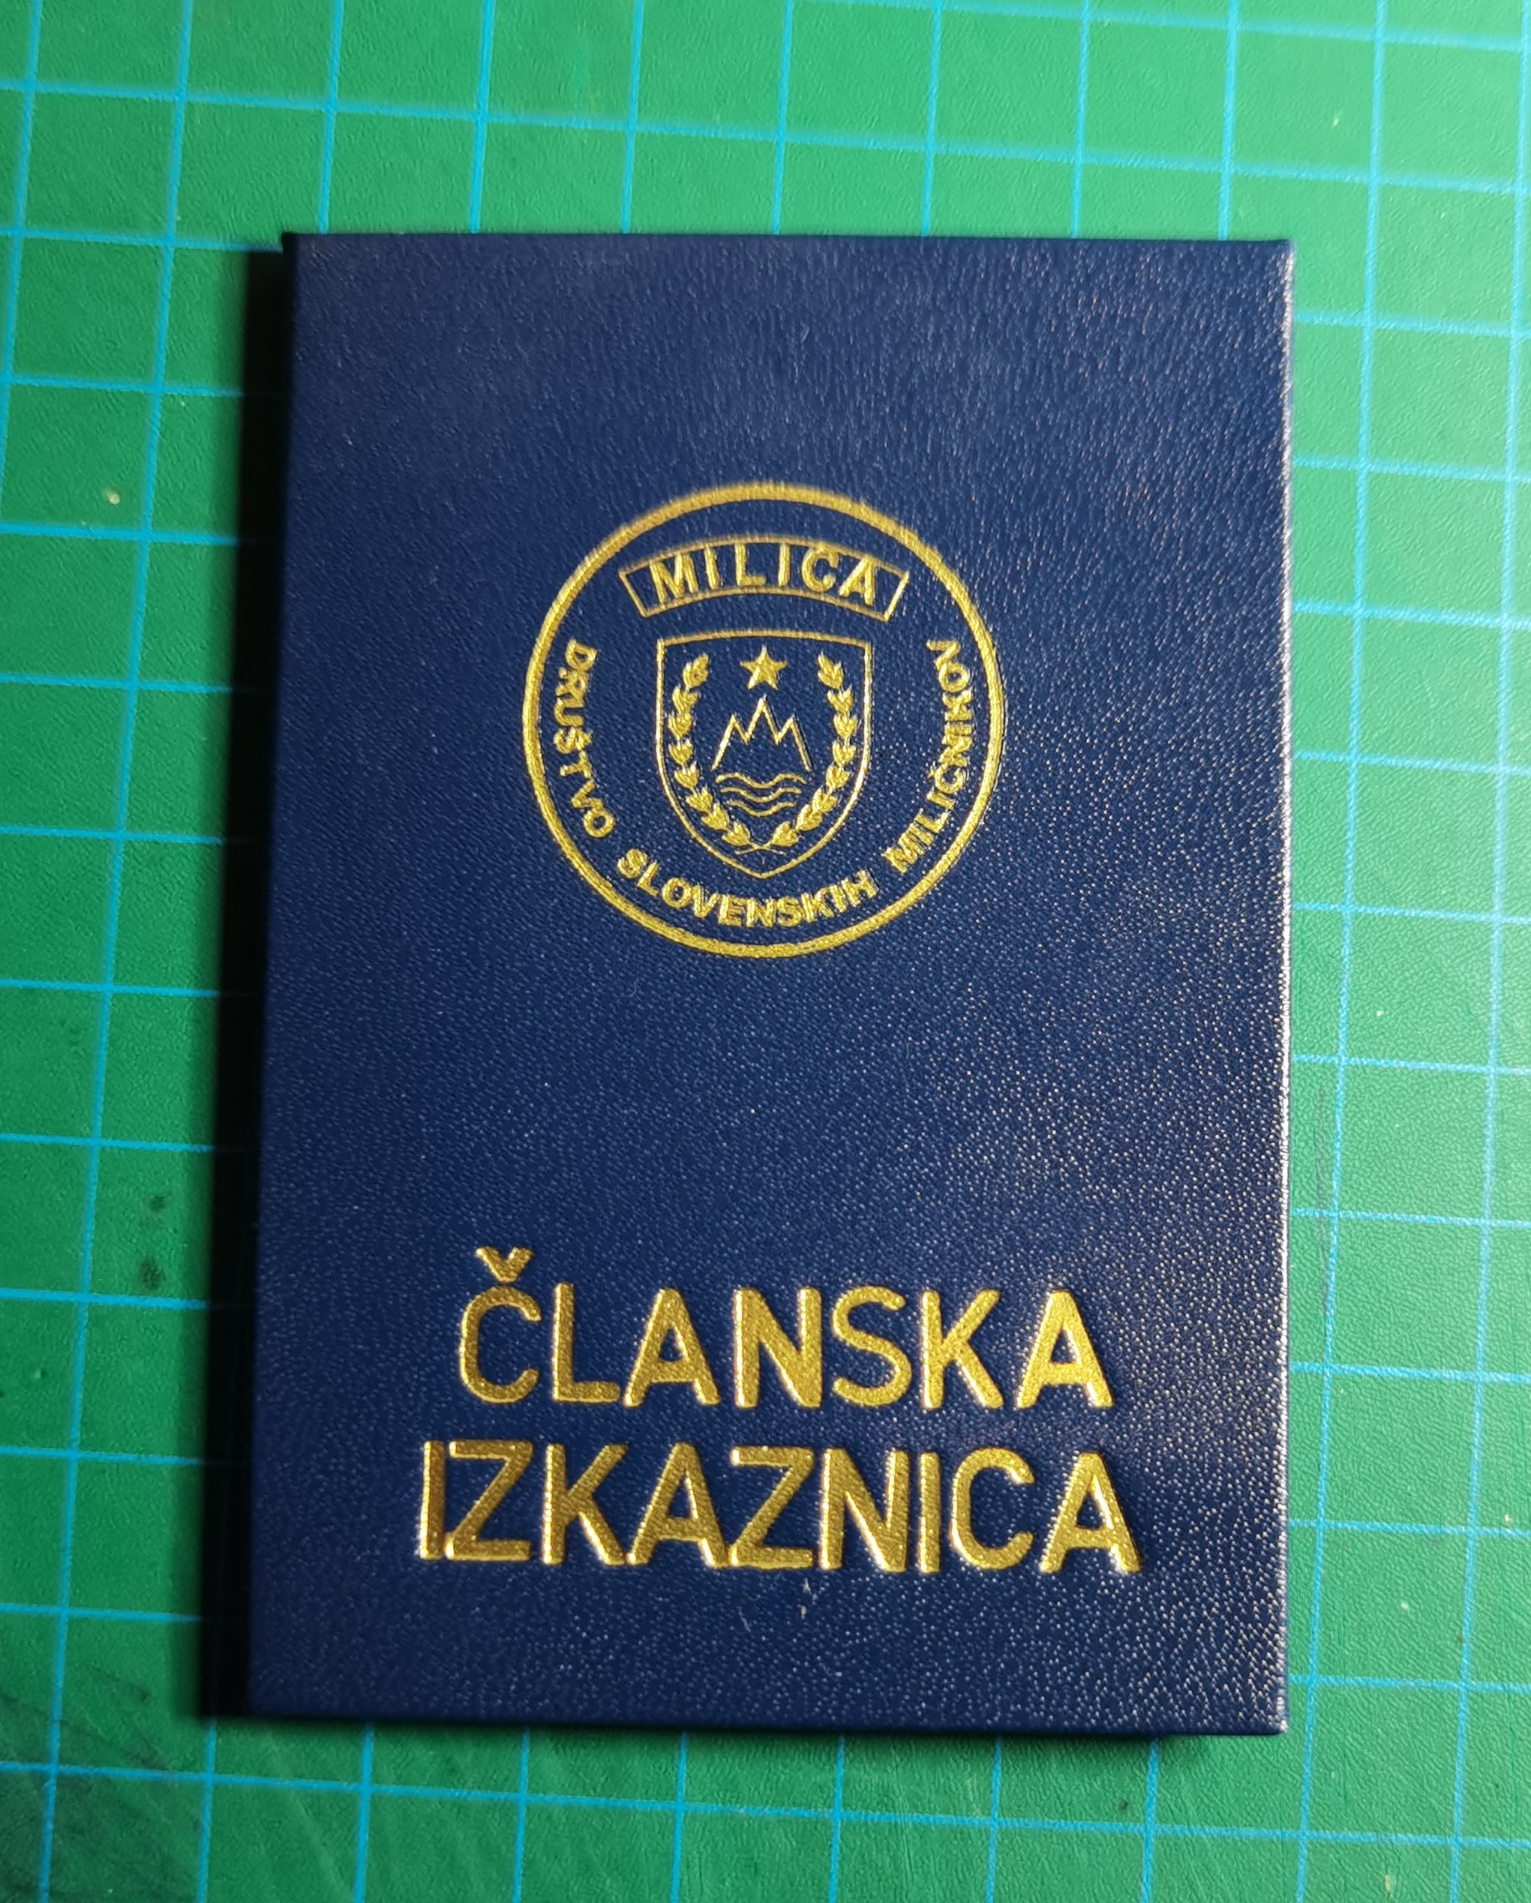 MILICA
DRUŠTVO SLOVENSKIH MILIČNIKOV
ČLANSKA
IZKAZNICA